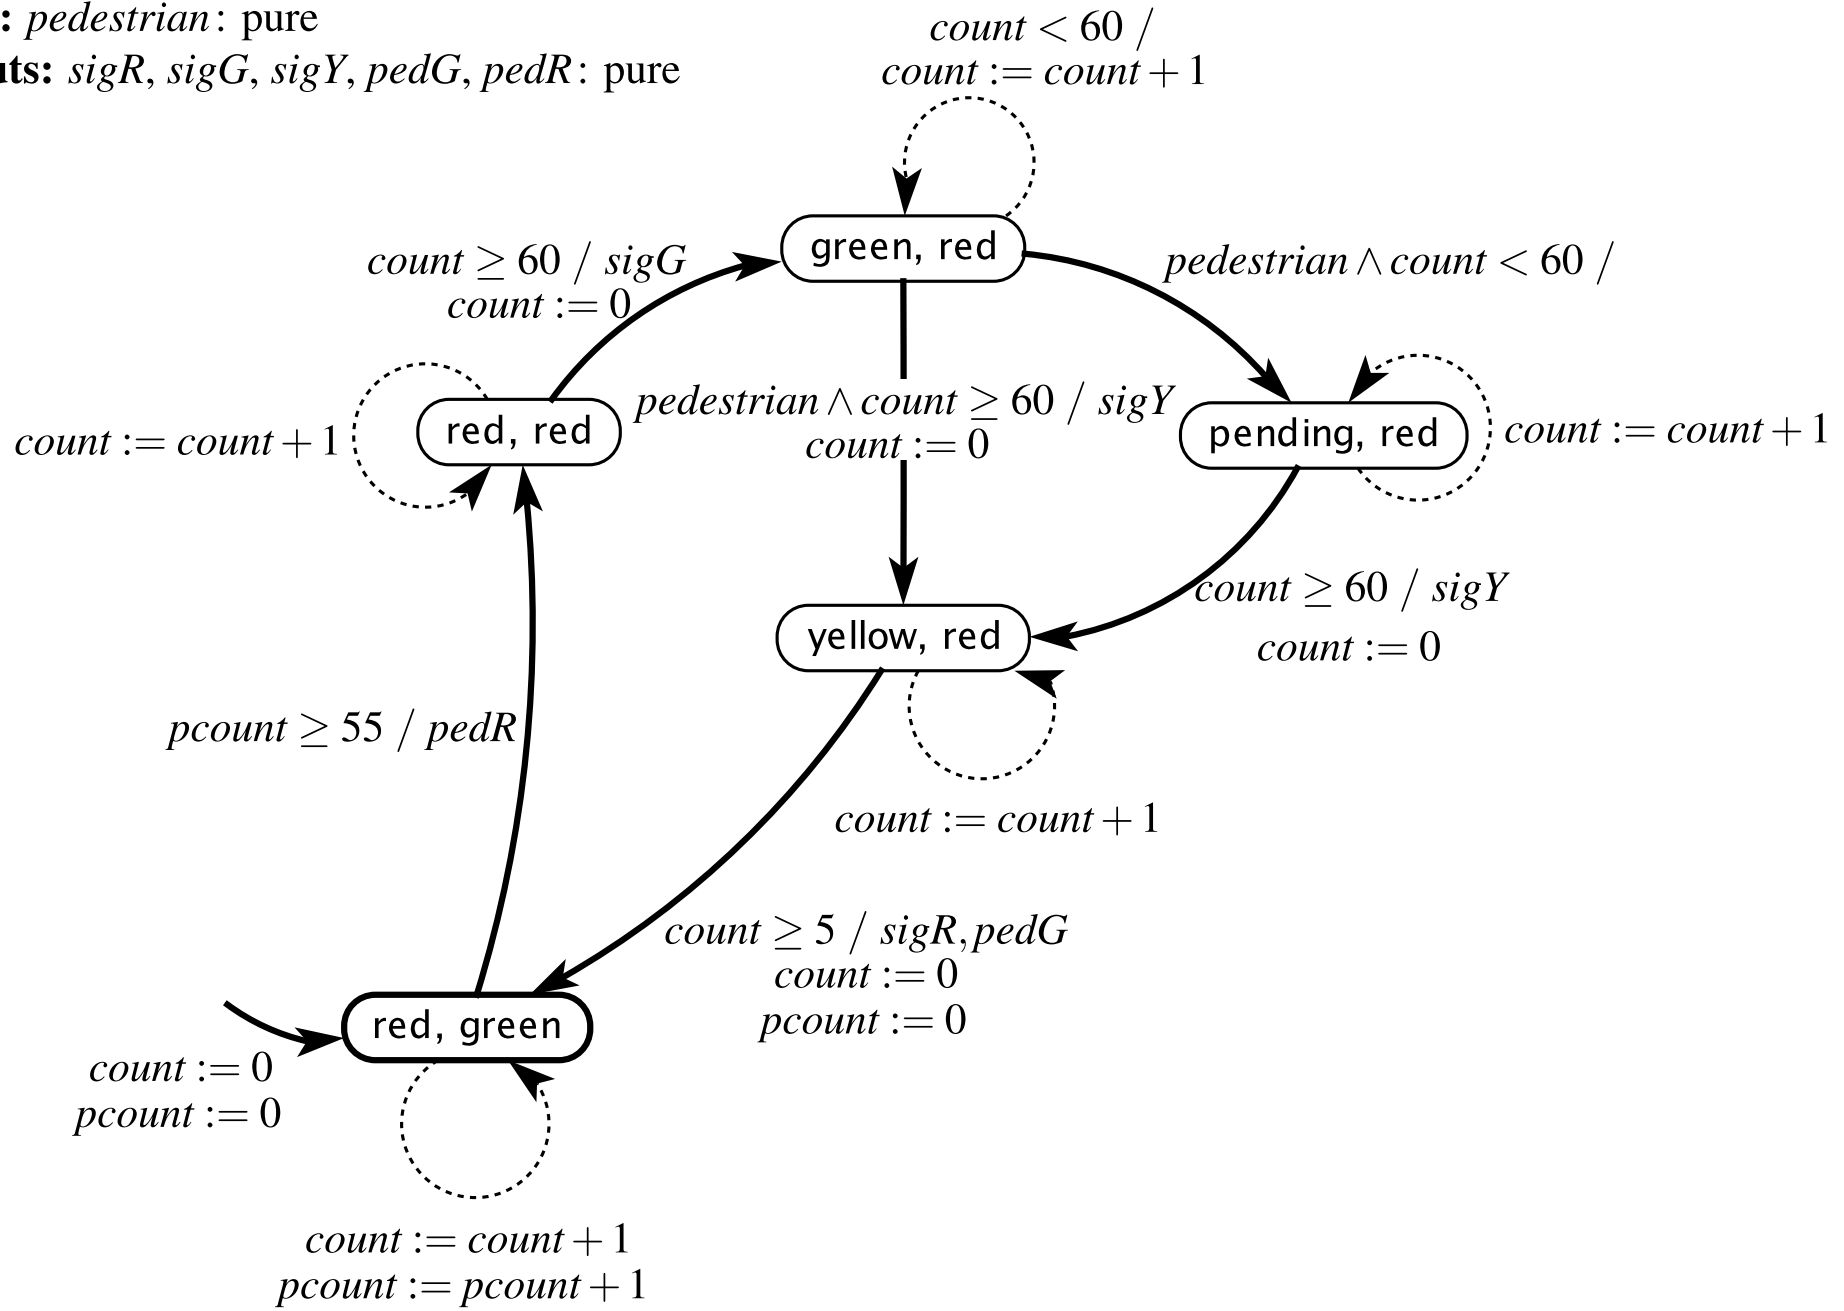 : pedestrian: pure
uts: sigR, sigG, sigY, pedG, pedR: pure
count < 60 /
count := count + 1
green, red
count ≥ 60 / sigG
count := 0
pedestrian ∧ count < 60 /
red, red
count := count + 1
pedestrian ∧ count ≥ 60 / sigY
count := 0
pending, red
count := count + 1
count ≥ 60 / sigY
count := 0
yellow, red
count := count + 1
pcount ≥ 55 / pedR
count ≥ 5 / sigR, pedG
count := 0
pcount := 0
red, green
count := 0
pcount := 0
count := count + 1
pcount := pcount + 1